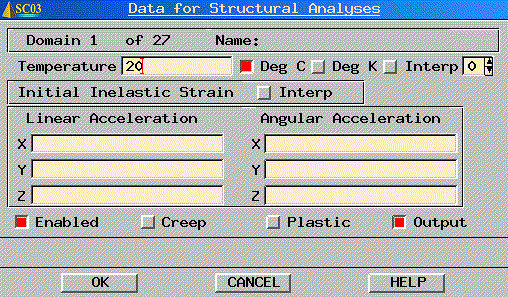 SC03 Data for Structural Analyses
Domain 1 of 27 Name:
Temperature 20 Deg C Deg K Interp 0
Initial Inelastic Strain Interp
Linear Acceleration Angular Acceleration
X X
Y Y
Z Z
Enabled Creep Plastic Output
OK CANCEL HELP